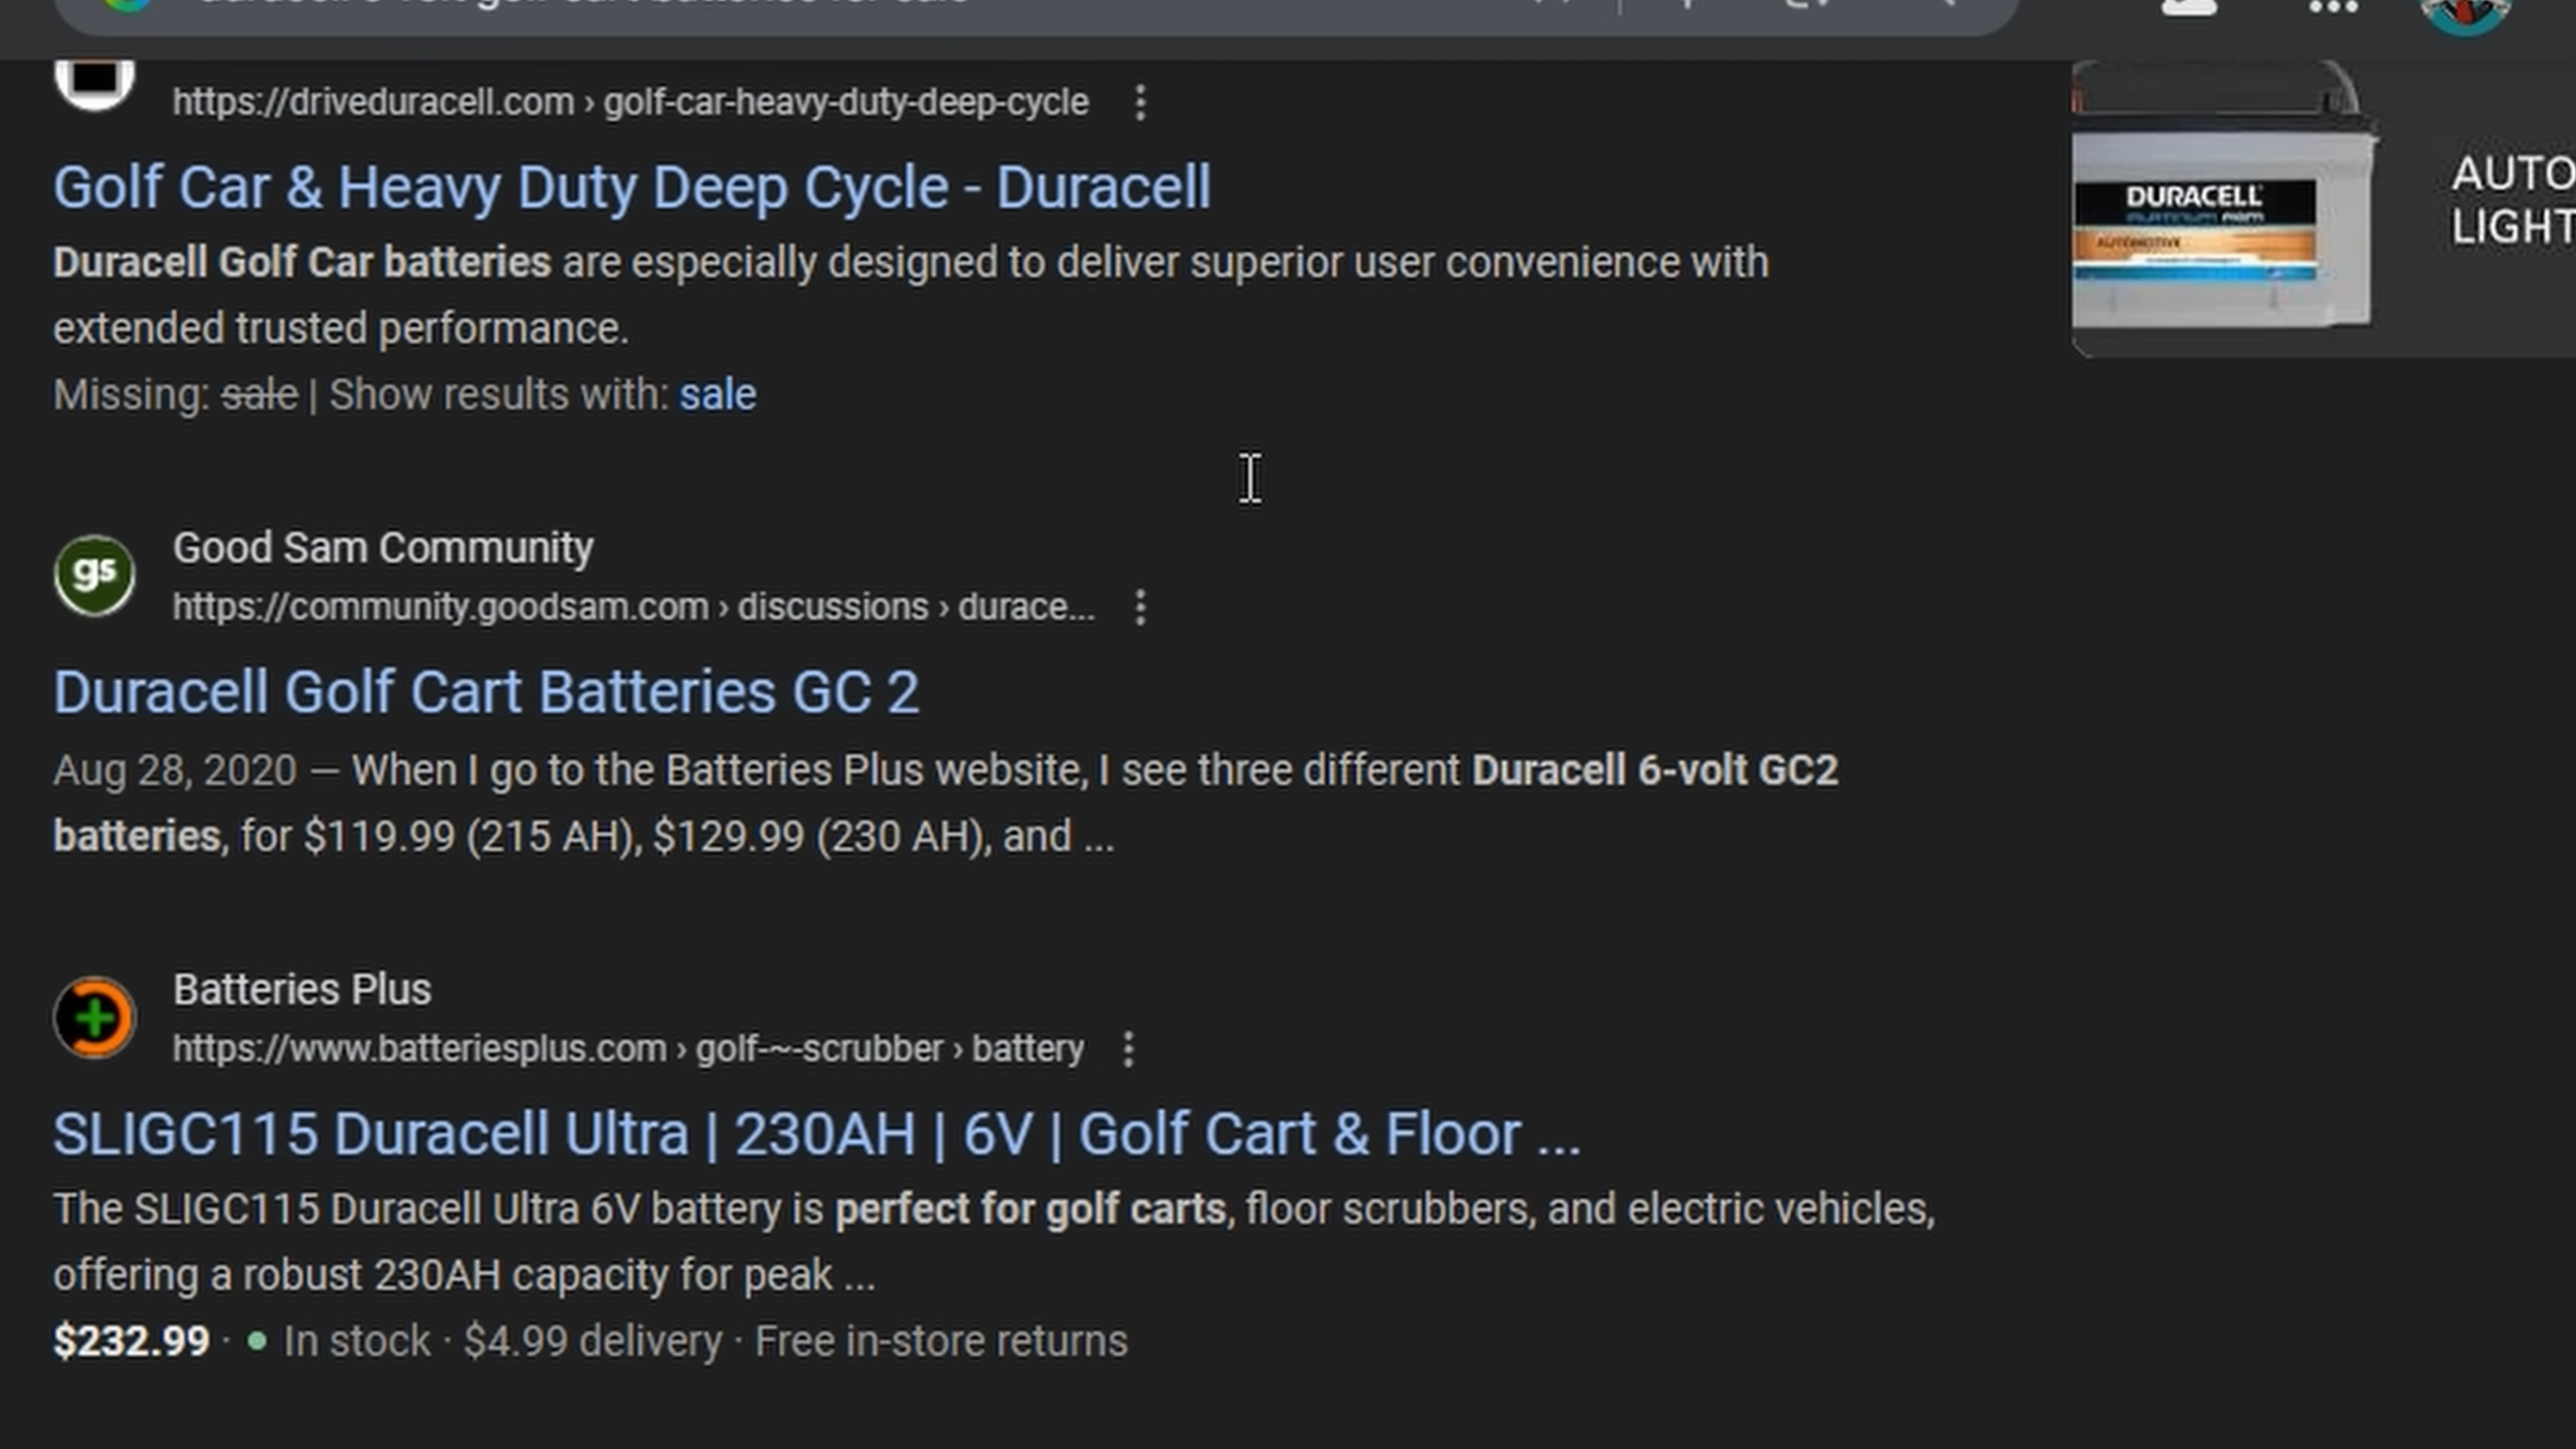 https://driveduracell.com › golf-car-heavy-duty-deep-cycle
Golf Car & Heavy Duty Deep Cycle - Duracell
Duracell Golf Car batteries are especially designed to deliver superior user convenience with
extended trusted performance.
Missing: sale | Show results with: sale
DURACELL
AUTOMOTIVE
AUTO
LIGHT
gs
Good Sam Community
https://community.goodsam.com › discussions › durace...
Duracell Golf Cart Batteries GC 2
Aug 28, 2020 — When I go to the Batteries Plus website, I see three different Duracell 6-volt GC2
batteries, for $119.99 (215 AH), $129.99 (230 AH), and ...
Batteries Plus
https://www.batteriesplus.com › golf-~-scrubber › battery
SLIGC115 Duracell Ultra | 230AH | 6V | Golf Cart & Floor ...
The SLIGC115 Duracell Ultra 6V battery is perfect for golf carts, floor scrubbers, and electric vehicles,
offering a robust 230AH capacity for peak ...
$232.99 · In stock · $4.99 delivery · Free in-store returns